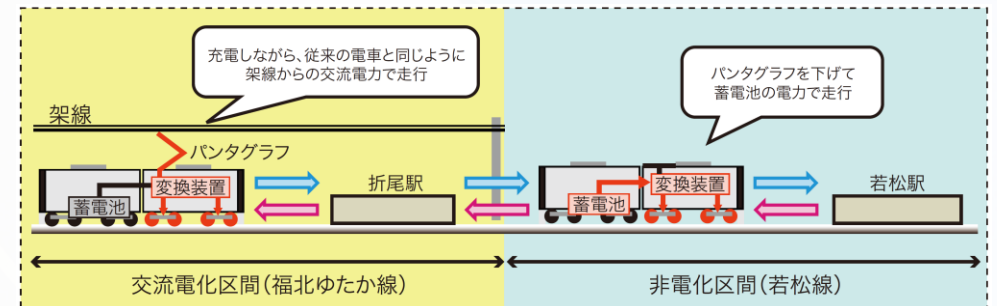 充電しながら、従来の電車と同じように
架線からの交流電力で走行
パンタグラフを下げて
蓄電池の電力で走行
架線
パンタグラフ
変換装置
蓄電池
折尾駅
変換装置
蓄電池
若松駅
交流電化区間(福北ゆたか線)
非電化区間(若松線)